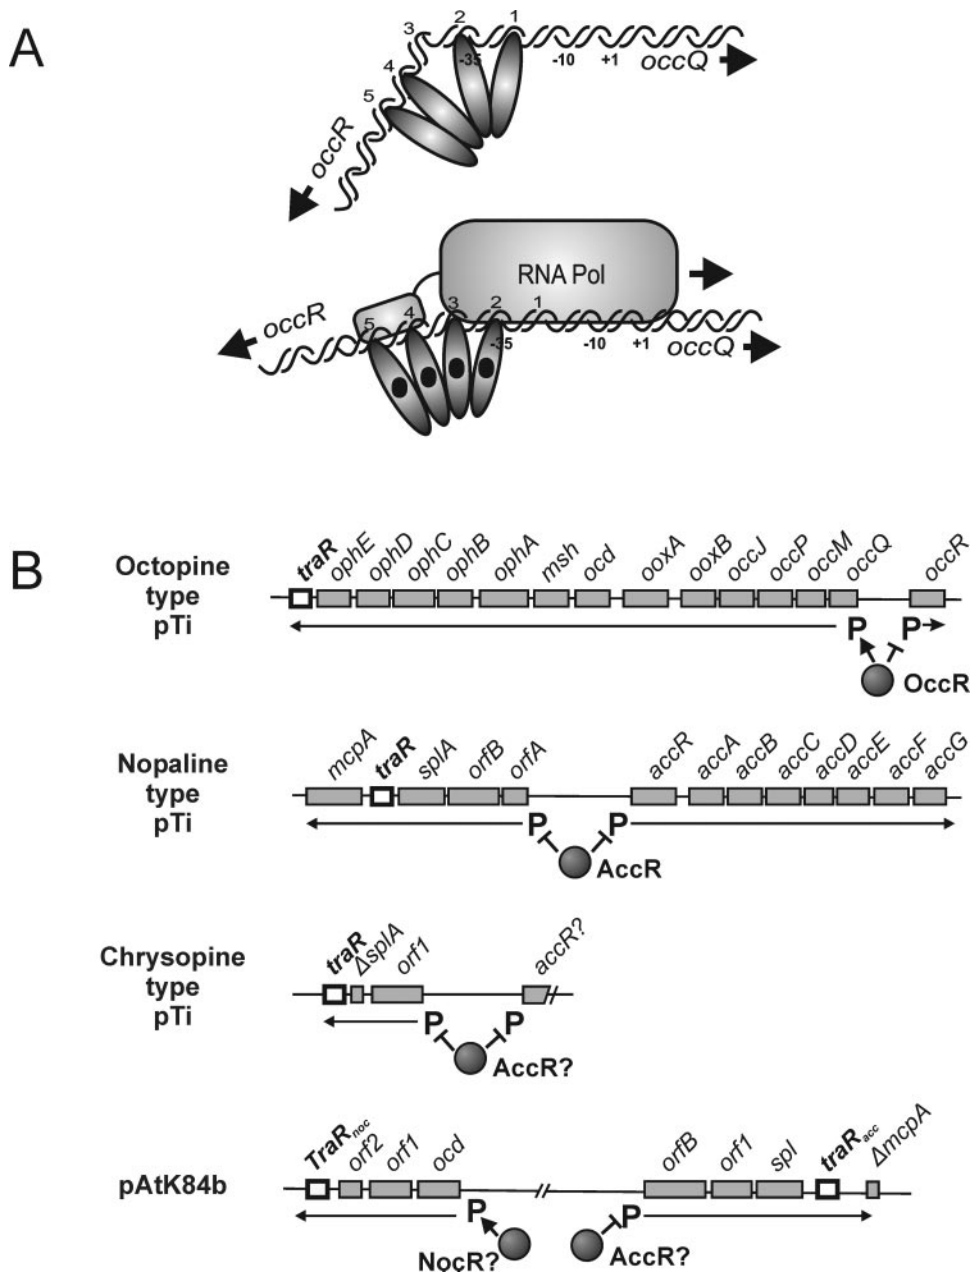 A
1
2
3
4
5
-35
-10
+1
occQ
occR
RNA Pol
occR
5
4
3
2
1
-35
-10
+1
occQ
B
Octopine
type
pTi
traR ophE ophD ophC ophB ophA msh ocd ooxA ooxB occJ occP occM occQ occR
P P
OccR
Nopaline
type
pTi
mcpA traR splA orfB orfA accR accA accB accC accD accE accF accG
P P
AccR
Chrysopine
type
pTi
traR ΔsplA orf1 accR?
P P
AccR?
pAtK84b
TraRnoc orf2 orf1 ocd orfB orf1 spl traRacc ΔmcpA
P P
NocR? AccR?